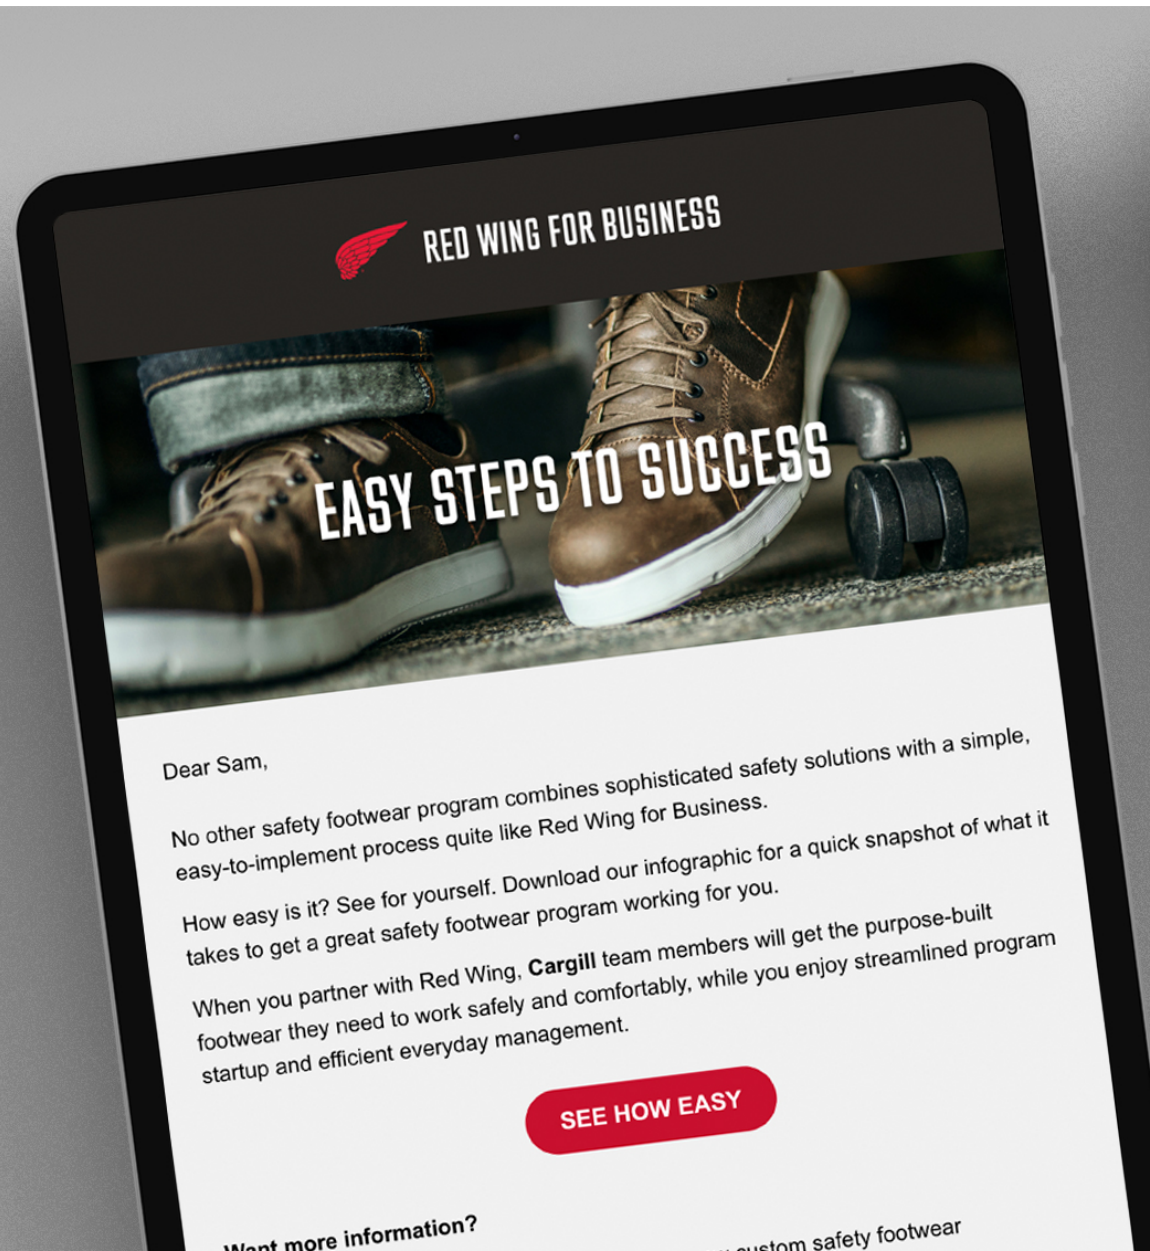 RED WING FOR BUSINESS
EASY STEPS TO SUCCESS
Dear Sam,
No other safety footwear program combines sophisticated safety solutions with a simple,
easy-to-implement process quite like Red Wing for Business.
How easy is it? See for yourself. Download our infographic for a quick snapshot of what it
takes to get a great safety footwear program working for you.
When you partner with Red Wing, Cargill team members will get the purpose-built
footwear they need to work safely and comfortably, while you enjoy streamlined program
startup and efficient everyday management.
SEE HOW EASY
Want more information?
custom safety footwear